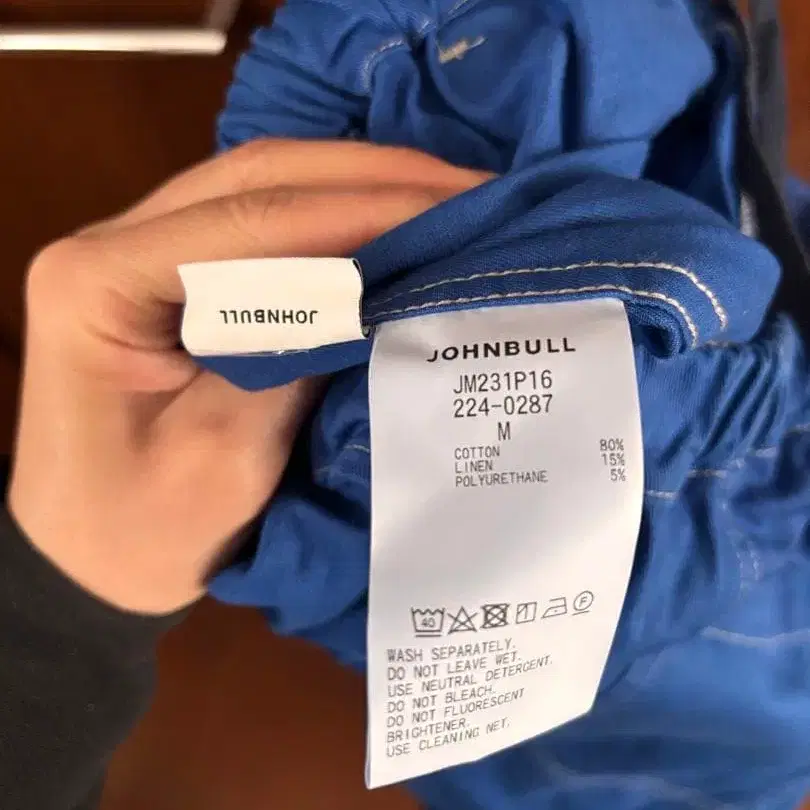 JOHNBULL
JOHNBULL
JM231P16
224-0287
M
COTTON 80%
LINEN 15%
POLYURETHANE 5%
40 F
WASH SEPARATELY.
DO NOT LEAVE WET.
USE NEUTRAL DETERGENT.
DO NOT BLEACH.
DO NOT FLUORESCENT
BRIGHTENER.
USE CLEANING NET.